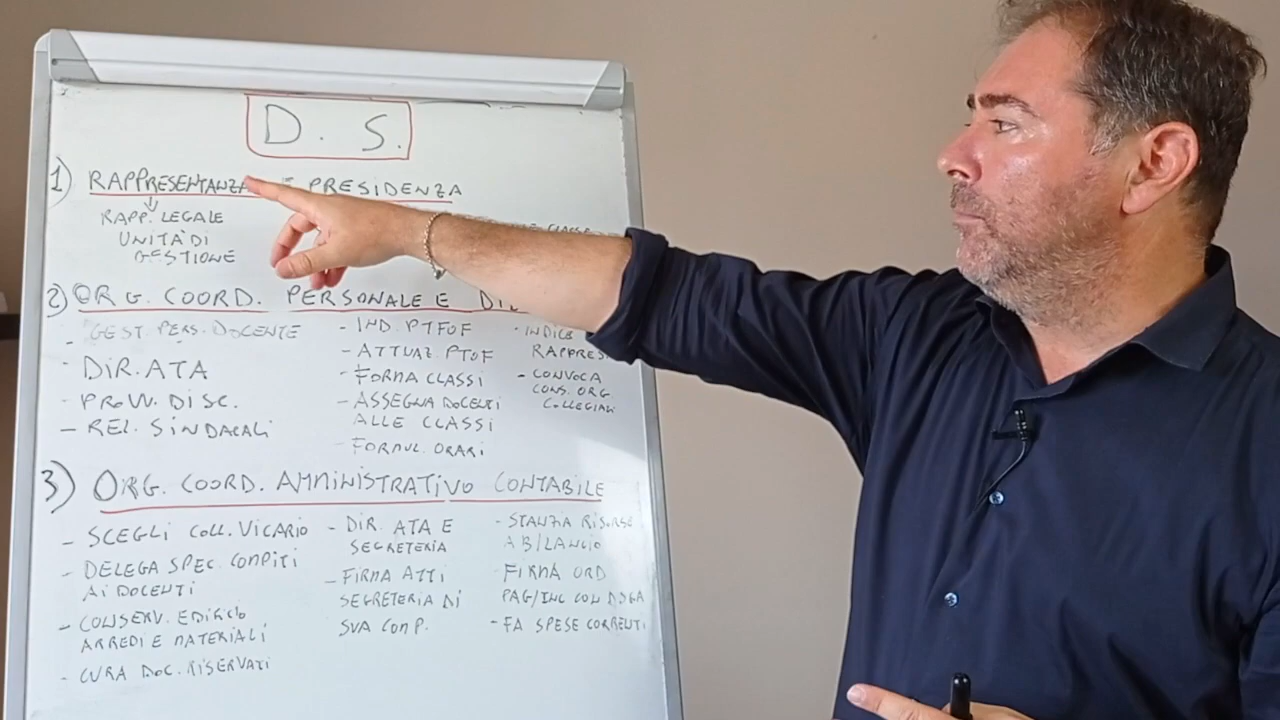 D. S.
1) RAPPRESENTANZA E PRESIDENZA
RAPP. LEGALE
UNITÀ DI
GESTIONE
2) ORG. COORD. PERSONALE E
- GEST. PERS. DOCENTE
- DIR. ATA
- PROVV. DISC.
- REL. SINDACALI
- IND. PTFOF
- ATTUAZ. PTOF
- FORMA CLASSI
- ASSEGNA DOCENTI
ALLE CLASSI
FORMUL. ORARI
- INDICE
RAPPRES
- CONVOCA
CONS. ORG
COLLEGIALI
3) ORG. COORD. AMMINISTRATIVO CONTABILE
- SCEGLI COLL. VICARIO
- DELEGA SPEC. COMPITI
AI DOCENTI
- CONSERV. EDIFICIO
ARREDI E MATERIALI
- CURA DOC. RISERVATI
- DIR. ATA E
SEGRETERIA
- FIRMA ATTI
SEGRETERIA DI
SUA COMP.
- STANZIA RISORSE
A BILANCIO
FIRMA ORD
PAG/INC CON DSGA
- FA SPESE CORRENTI